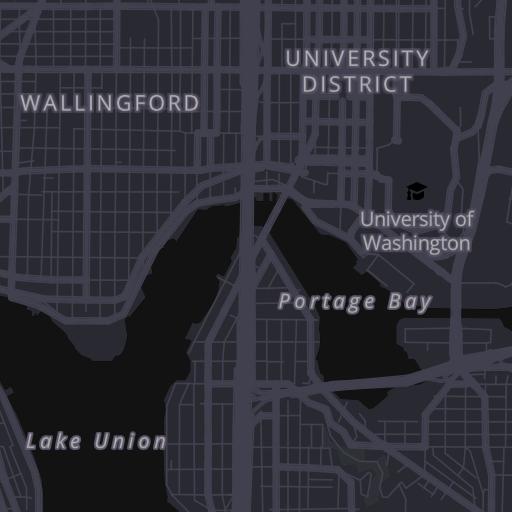 UNIVERSITY
DISTRICT
WALLINGFORD
University of
Washington
Portage Bay
Lake Union